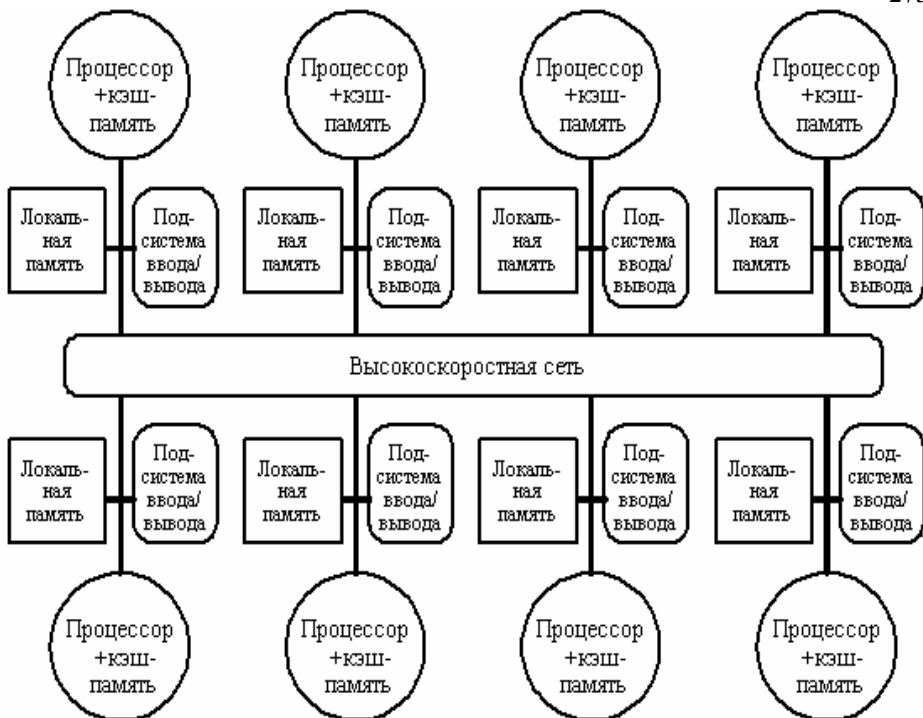 Процессор
+кэш-
память
Процессор
+кэш-
память
Процессор
+кэш-
память
Процессор
+кэш-
память
Локаль-
ная
память
Под-
система
ввода/
вывода
Локаль-
ная
память
Под-
система
ввода/
вывода
Локаль-
ная
память
Под-
система
ввода/
вывода
Локаль-
ная
память
Под-
система
ввода/
вывода
Высокоскоростная сеть
Локаль-
ная
память
Под-
система
ввода/
вывода
Локаль-
ная
память
Под-
система
ввода/
вывода
Локаль-
ная
память
Под-
система
ввода/
вывода
Локаль-
ная
память
Под-
система
ввода/
вывода
Процессор
+кэш-
память
Процессор
+кэш-
память
Процессор
+кэш-
память
Процессор
+кэш-
память